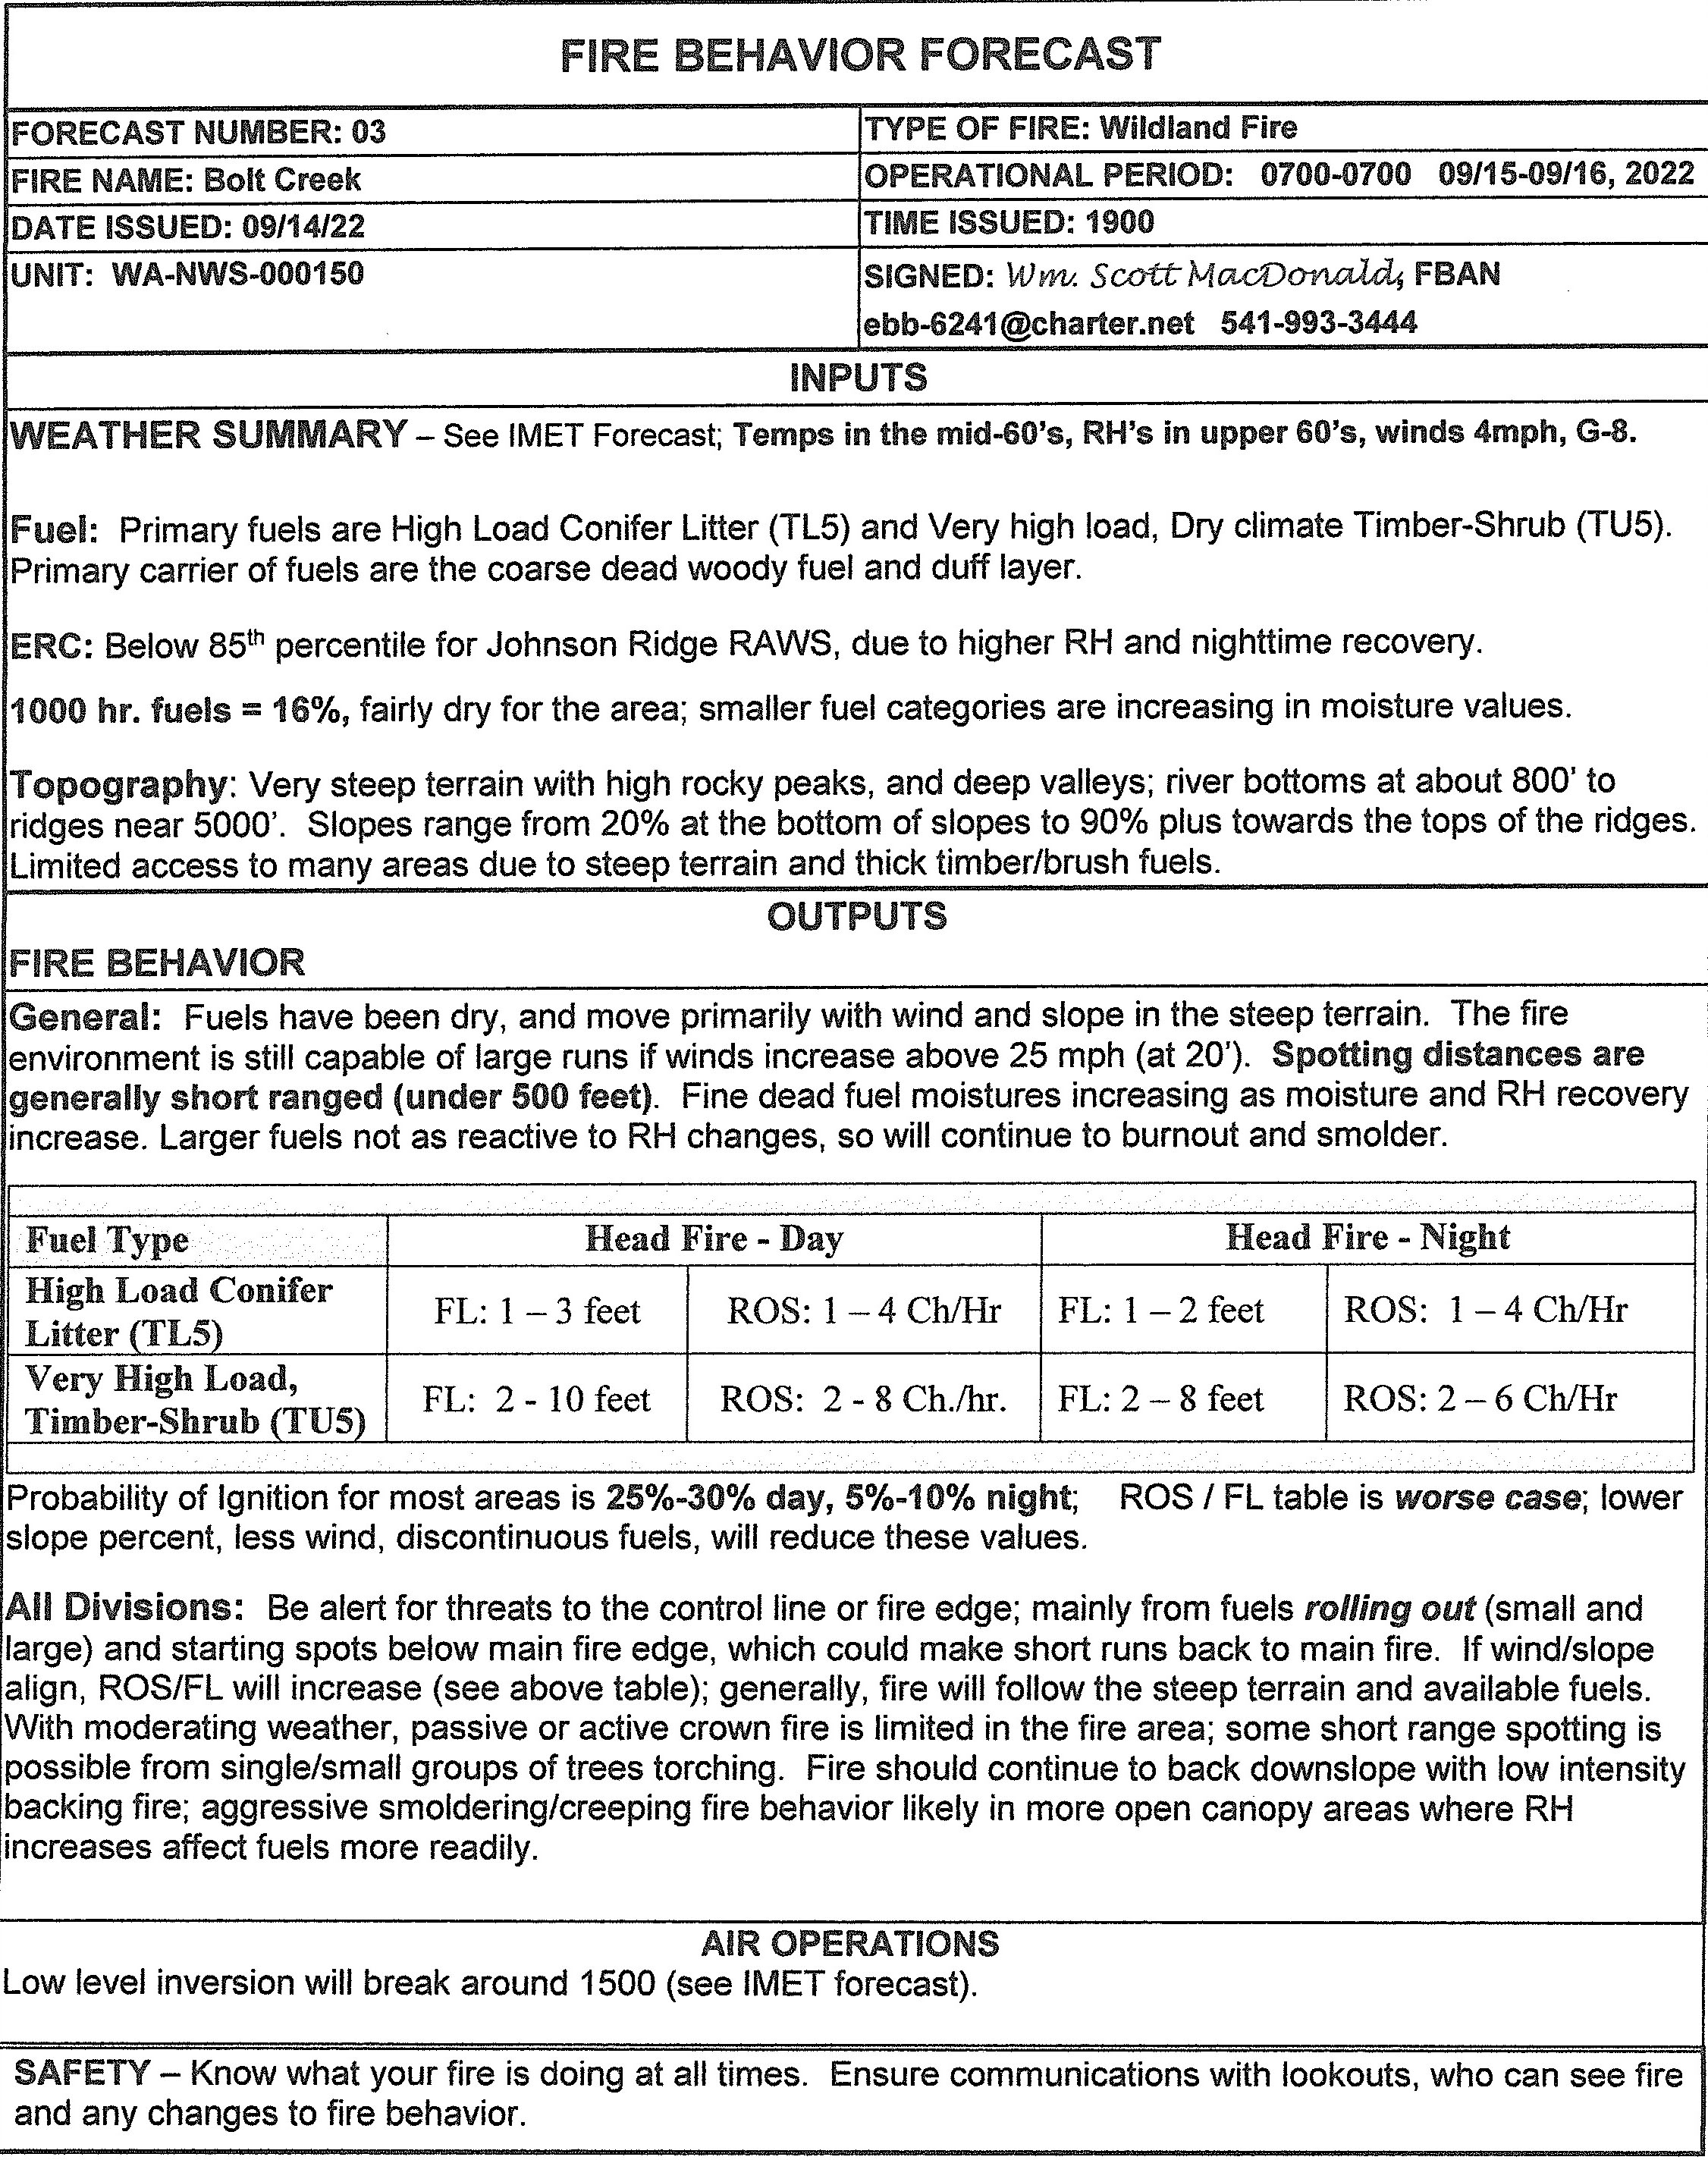 FIRE BEHAVIOR FORECAST
FORECAST NUMBER: 03
TYPE OF FIRE: Wildland Fire
FIRE NAME: Bolt Creek
OPERATIONAL PERIOD: 0700-0700 09/15-09/16, 2022
DATE ISSUED: 09/14/22
TIME ISSUED: 1900
UNIT: WA-NWS-000150
SIGNED: Wm. Scott MacDonald, FBAN
ebb-6241@charter.net 541-993-3444
INPUTS
WEATHER SUMMARY – See IMET Forecast; Temps in the mid-60's, RH's in upper 60's, winds 4mph, G-8.
Fuel: Primary fuels are High Load Conifer Litter (TL5) and Very high load, Dry climate Timber-Shrub (TU5).
Primary carrier of fuels are the coarse dead woody fuel and duff layer.
ERC: Below 85th percentile for Johnson Ridge RAWS, due to higher RH and nighttime recovery.
1000 hr. fuels = 16%, fairly dry for the area; smaller fuel categories are increasing in moisture values.
Topography: Very steep terrain with high rocky peaks, and deep valleys; river bottoms at about 800' to
ridges near 5000'. Slopes range from 20% at the bottom of slopes to 90% plus towards the tops of the ridges.
Limited access to many areas due to steep terrain and thick timber/brush fuels.
OUTPUTS
FIRE BEHAVIOR
General: Fuels have been dry, and move primarily with wind and slope in the steep terrain. The fire
environment is still capable of large runs if winds increase above 25 mph (at 20'). Spotting distances are
generally short ranged (under 500 feet). Fine dead fuel moistures increasing as moisture and RH recovery
increase. Larger fuels not as reactive to RH changes, so will continue to burnout and smolder.
Fuel Type Head Fire - Day Head Fire - Night
High Load Conifer
Litter (TL5)
FL: 1 – 3 feet ROS: 1 – 4 Ch/Hr FL: 1 – 2 feet ROS: 1 – 4 Ch/Hr
Very High Load,
Timber-Shrub (TU5)
FL: 2 - 10 feet ROS: 2 - 8 Ch./hr. FL: 2 – 8 feet ROS: 2 – 6 Ch/Hr
Probability of Ignition for most areas is 25%-30% day, 5%-10% night; ROS / FL table is worse case; lower
slope percent, less wind, discontinuous fuels, will reduce these values.
All Divisions: Be alert for threats to the control line or fire edge; mainly from fuels rolling out (small and
large) and starting spots below main fire edge, which could make short runs back to main fire. If wind/slope
align, ROS/FL will increase (see above table); generally, fire will follow the steep terrain and available fuels.
With moderating weather, passive or active crown fire is limited in the fire area; some short range spotting is
possible from single/small groups of trees torching. Fire should continue to back downslope with low intensity
backing fire; aggressive smoldering/creeping fire behavior likely in more open canopy areas where RH
increases affect fuels more readily.
AIR OPERATIONS
Low level inversion will break around 1500 (see IMET forecast).
SAFETY – Know what your fire is doing at all times. Ensure communications with lookouts, who can see fire
and any changes to fire behavior.